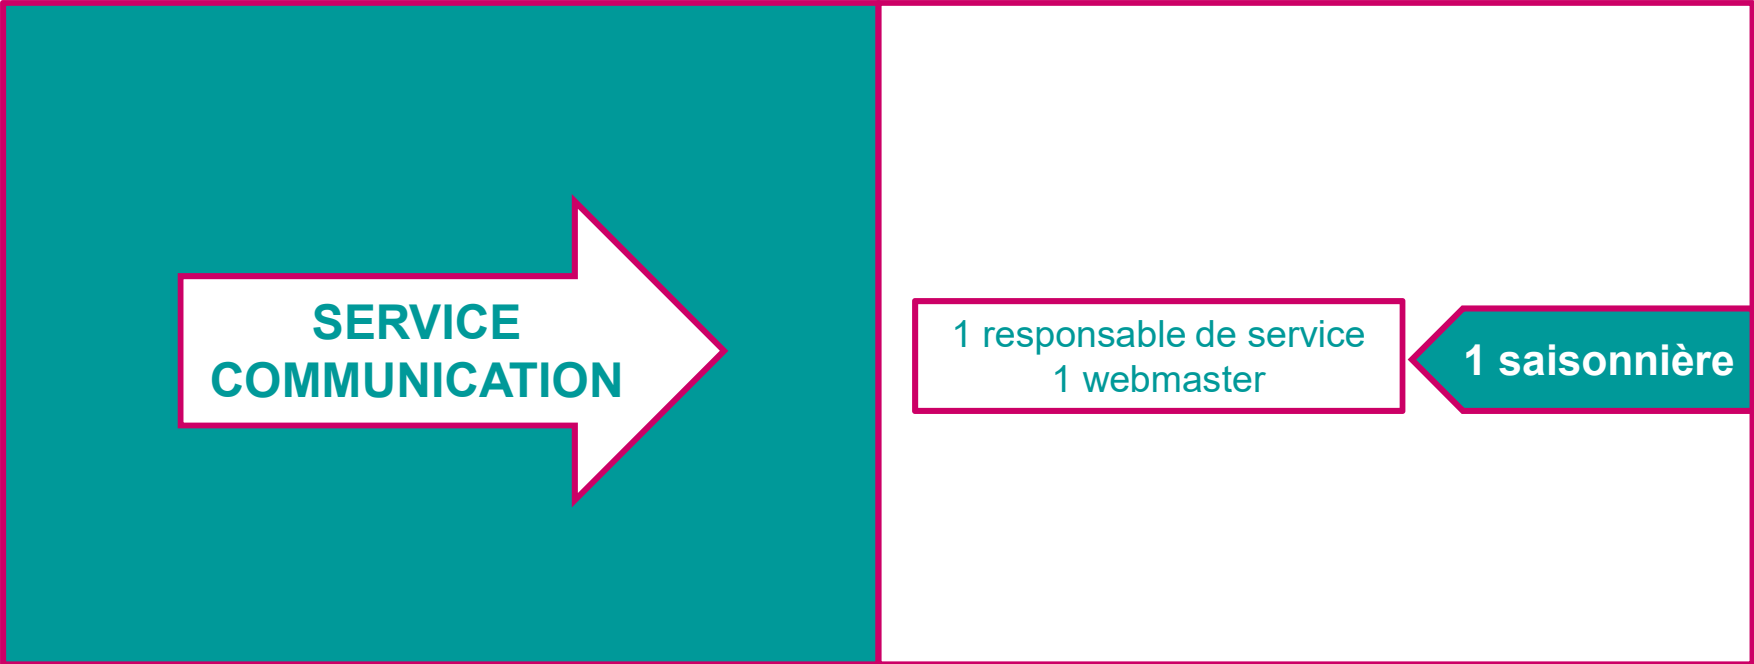 SERVICE
COMMUNICATION
1 responsable de service
1 webmaster
1 saisonnière